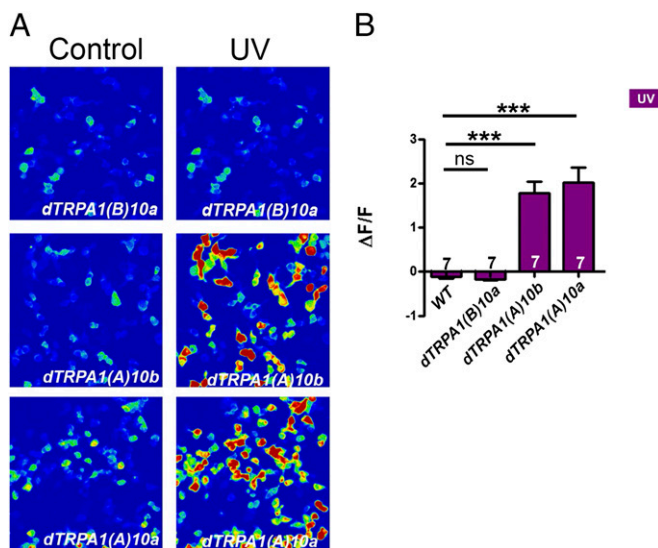 A
Control UV
dTRPA1(B)10a dTRPA1(B)10a
dTRPA1(A)10b dTRPA1(A)10b
dTRPA1(A)10a dTRPA1(A)10a
B
UV
***
***
ns
3
2
1
0
-1
ΔF/F
7 7 7 7
WT
dTRPA1(B)10a
dTRPA1(A)10b
dTRPA1(A)10a